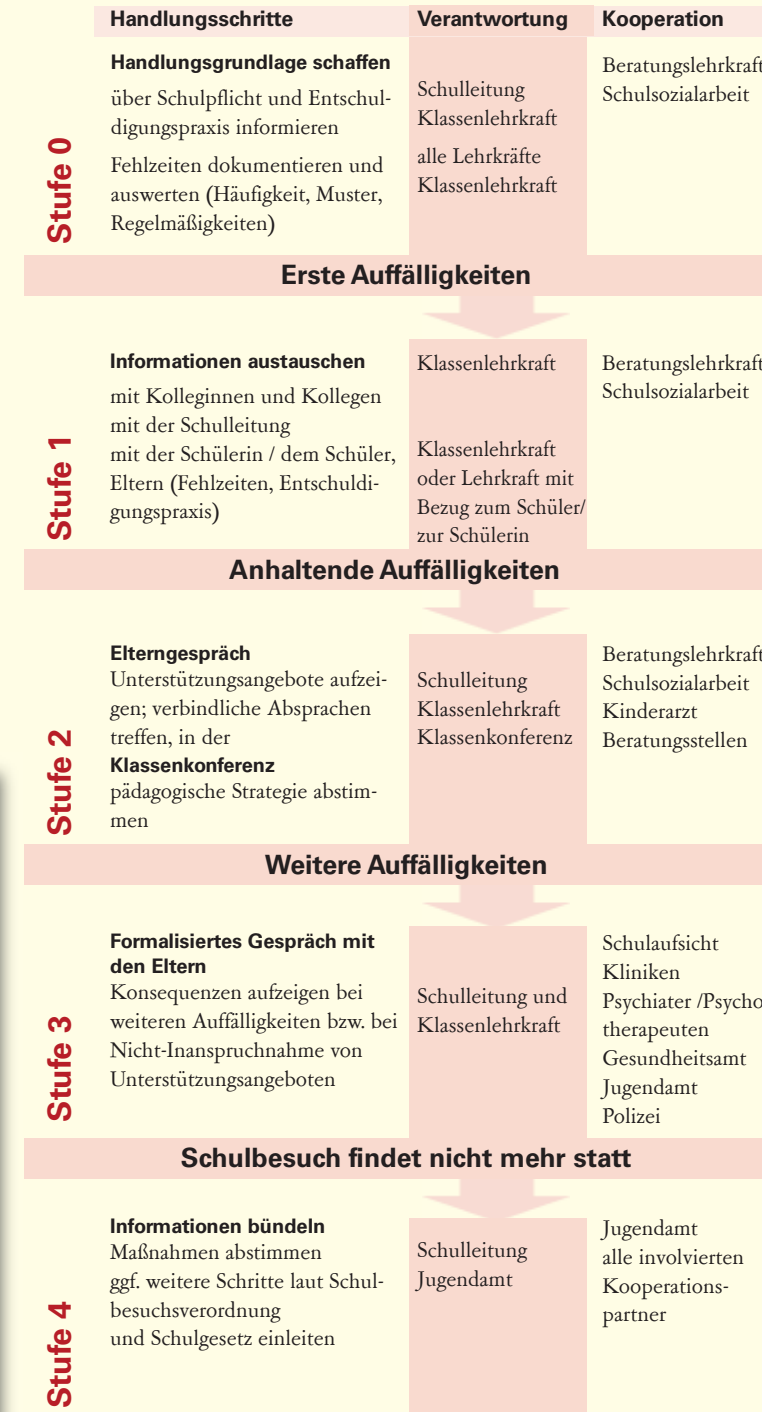 Handlungsschritte Verantwortung Kooperation
Stufe 0
Handlungsgrundlage schaffen
über Schulpflicht und Entschul-
digungspraxis informieren
Fehlzeiten dokumentieren und
auswerten (Häufigkeit, Muster,
Regelmäßigkeiten)
Schulleitung
Klassenlehrkraft
alle Lehrkräfte
Klassenlehrkraft
Beratungslehrkraft
Schulsozialarbeit
Erste Auffälligkeiten
Stufe 1
Informationen austauschen
mit Kolleginnen und Kollegen
mit der Schulleitung
mit der Schülerin / dem Schüler,
Eltern (Fehlzeiten, Entschuldi-
gungspraxis)
Klassenlehrkraft
Klassenlehrkraft
oder Lehrkraft mit
Bezug zum Schüler/
zur Schülerin
Beratungslehrkraft
Schulsozialarbeit
Anhaltende Auffälligkeiten
Stufe 2
Elterngespräch
Unterstützungsangebote aufzei-
gen; verbindliche Absprachen
treffen, in der
Klassenkonferenz
pädagogische Strategie abstim-
men
Schulleitung
Klassenlehrkraft
Klassenkonferenz
Beratungslehrkraft
Schulsozialarbeit
Kinderarzt
Beratungsstellen
Weitere Auffälligkeiten
Stufe 3
Formalisiertes Gespräch mit
den Eltern
Konsequenzen aufzeigen bei
weiteren Auffälligkeiten bzw. bei
Nicht-Inanspruchnahme von
Unterstützungsangeboten
Schulleitung und
Klassenlehrkraft
Schulaufsicht
Kliniken
Psychiater /Psycho
therapeuten
Gesundheitsamt
Jugendamt
Polizei
Schulbesuch findet nicht mehr statt
Stufe 4
Informationen bündeln
Maßnahmen abstimmen
ggf. weitere Schritte laut Schul-
besuchsverordnung
und Schulgesetz einleiten
Schulleitung
Jugendamt
Jugendamt
alle involvierten
Kooperations-
partner